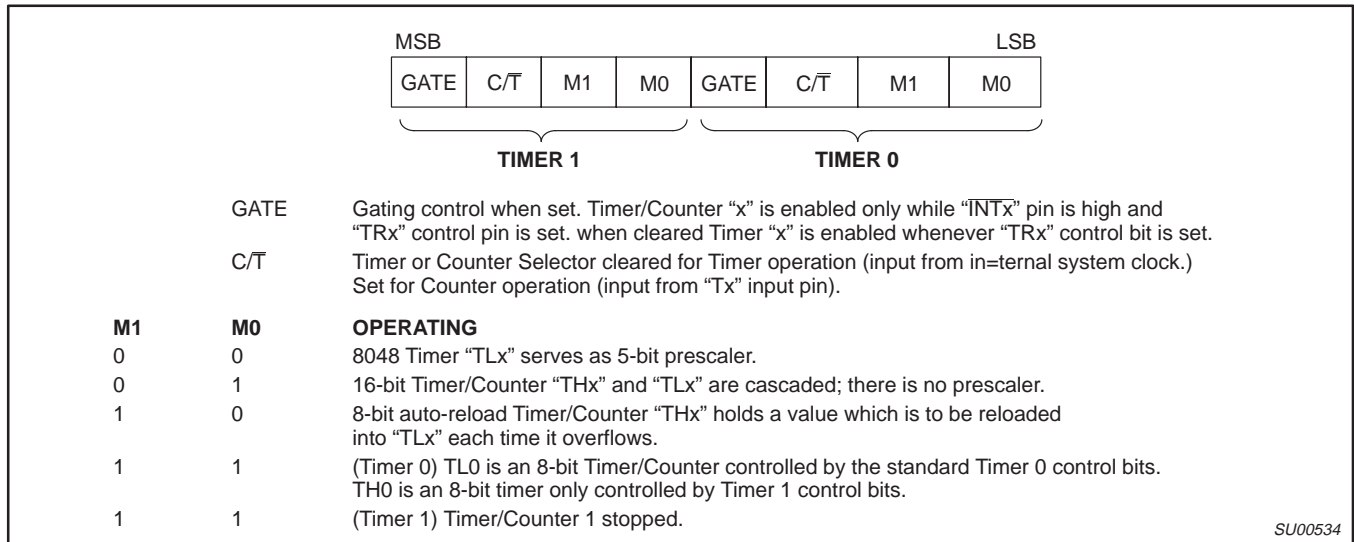 MSB LSB
GATE C/T̅ M1 M0 GATE C/T̅ M1 M0
TIMER 1 TIMER 0
GATE Gating control when set. Timer/Counter “x” is enabled only while “I̅N̅T̅x̅” pin is high and
“TRx” control pin is set. when cleared Timer “x” is enabled whenever “TRx” control bit is set.
C/T̅ Timer or Counter Selector cleared for Timer operation (input from in=ternal system clock.)
Set for Counter operation (input from “Tx” input pin).
M1 M0 OPERATING
0 0 8048 Timer “TLx” serves as 5-bit prescaler.
0 1 16-bit Timer/Counter “THx” and “TLx” are cascaded; there is no prescaler.
1 0 8-bit auto-reload Timer/Counter “THx” holds a value which is to be reloaded
into “TLx” each time it overflows.
1 1 (Timer 0) TL0 is an 8-bit Timer/Counter controlled by the standard Timer 0 control bits.
TH0 is an 8-bit timer only controlled by Timer 1 control bits.
1 1 (Timer 1) Timer/Counter 1 stopped.
SU00534